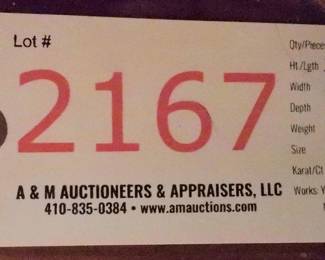 Lot #
2167
A & M AUCTIONEERS & APPRAISERS, LLC
410-835-0384 • www.amauctions.com
Qty/Pieces
Ht./Lgth
Width
Depth
Weight
Size
Karat/Ct
Works: Y